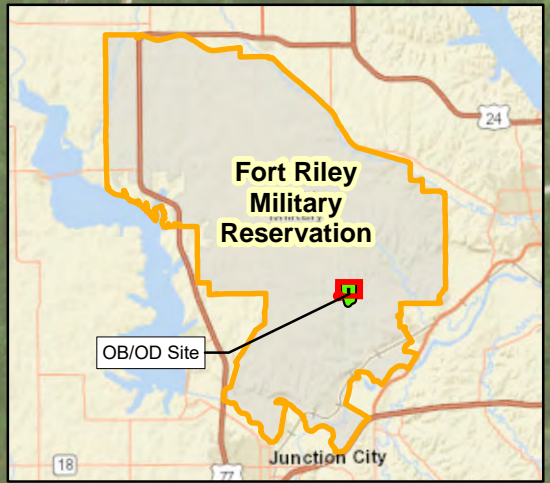 24
Fort Riley
Military
Reservation
OB/OD Site
Junction City
18
77